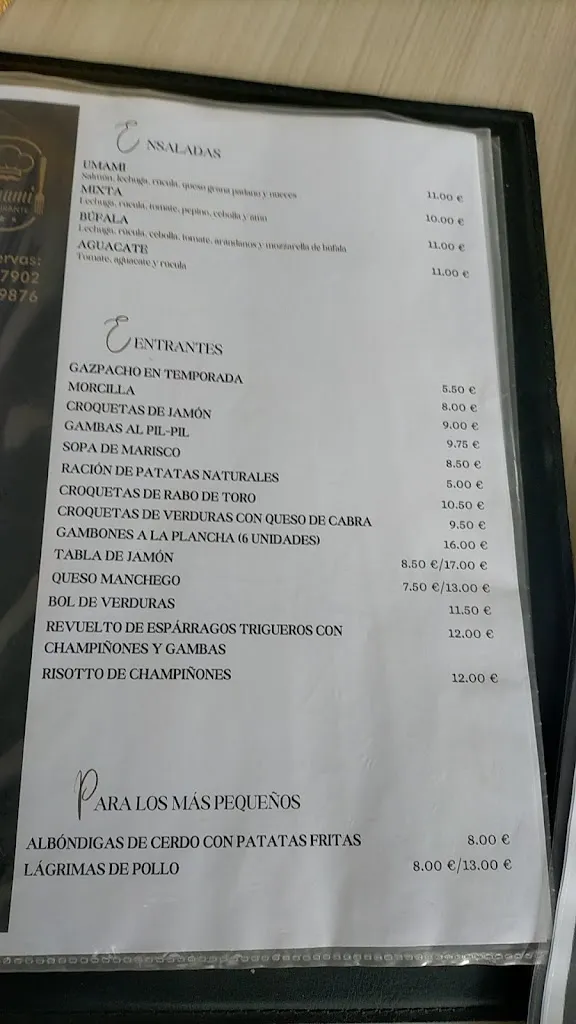 ENSALADAS
UMAMI
Salmón, lechuga, rúcula, queso grana padano y nueces 11.00 €
MIXTA
Lechuga, rúcula, tomate, pepino, cebolla y atún 10.00 €
BÚFALA
Lechuga, rúcula, cebolla, tomate, arándanos y mozzarella de búfala 11.00 €
AGUACATE
Tomate, aguacate y rúcula 11.00 €
EENTRANTES
GAZPACHO EN TEMPORADA 5.50 €
MORCILLA 8.00 €
CROQUETAS DE JAMÓN 9.00 €
GAMBAS AL PIL-PIL 9.75 €
SOPA DE MARISCO 8.50 €
RACIÓN DE PATATAS NATURALES 5.00 €
CROQUETAS DE RABO DE TORO 10.50 €
CROQUETAS DE VERDURAS CON QUESO DE CABRA 9.50 €
GAMBONES A LA PLANCHA (6 UNIDADES) 16.00 €
TABLA DE JAMÓN 8.50 €/17.00 €
QUESO MANCHEGO 7.50 €/13.00 €
BOL DE VERDURAS 11.50 €
REVUELTO DE ESPÁRRAGOS TRIGUEROS CON 12.00 €
CHAMPIÑONES Y GAMBAS
RISOTTO DE CHAMPIÑONES 12.00 €
PARA LOS MÁS PEQUEÑOS
ALBÓNDIGAS DE CERDO CON PATATAS FRITAS 8.00 €
LÁGRIMAS DE POLLO 8.00 €/13.00 €
ervas:
7902
9876